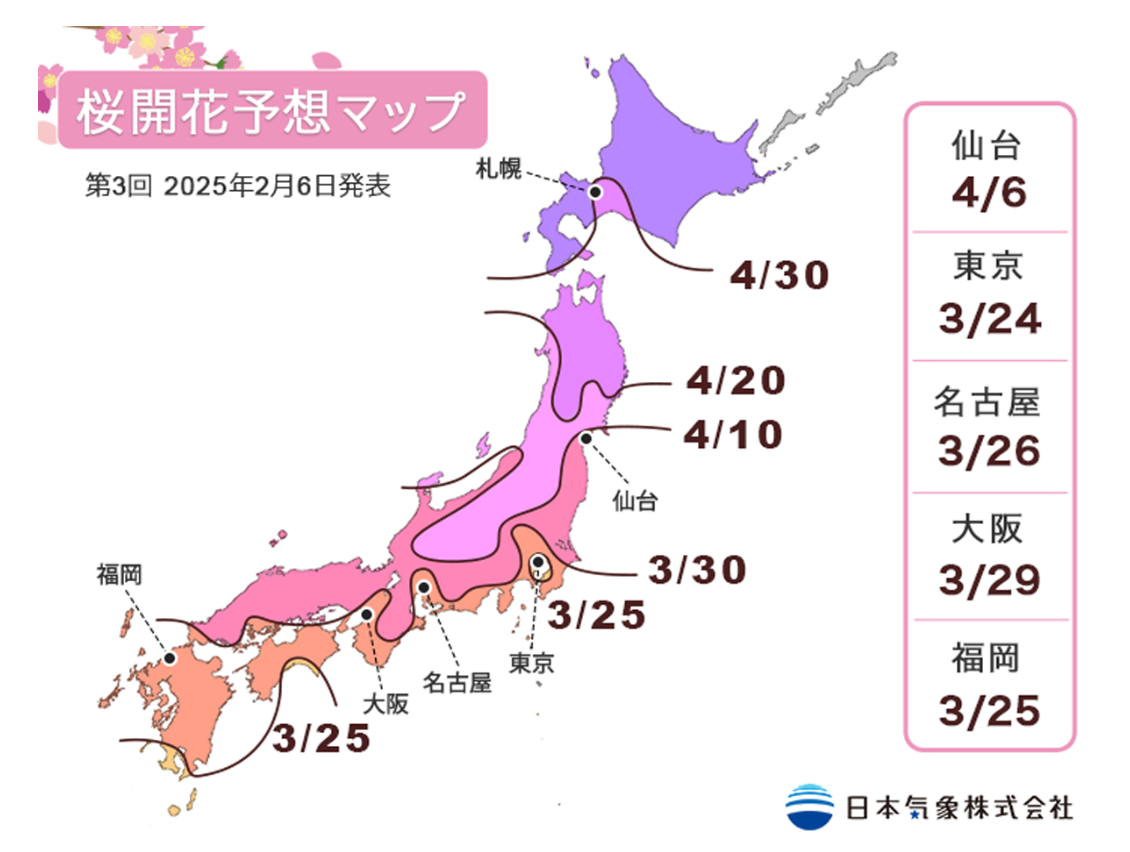 桜開花予想マップ
第3回 2025年2月6日発表
札幌
4/30
4/20
4/10
仙台
3/30
福岡
3/25
東京
名古屋
大阪
3/25
仙台
4/6
東京
3/24
名古屋
3/26
大阪
3/29
福岡
3/25
日本気象株式会社